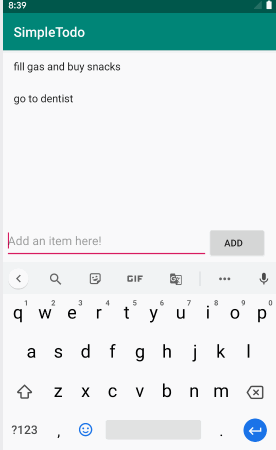 8:39
SimpleTodo
fill gas and buy snacks
go to dentist
Add an item here!
ADD
GIF
1 2 3 4 5 6 7 8 9 0
q w e r t y u i o p
a s d f g h j k l
z x c v b n m
?123 , .